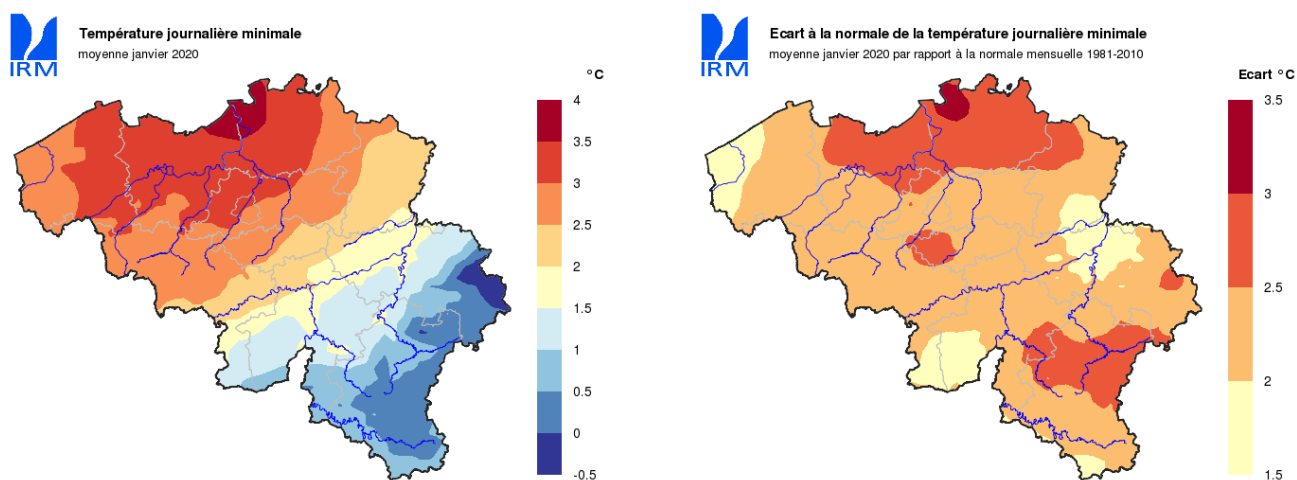 IRM
Température journalière minimale
moyenne janvier 2020
°C
4
3.5
3
2.5
2
1.5
1
0.5
0
-0.5
IRM
Ecart à la normale de la température journalière minimale
moyenne janvier 2020 par rapport à la normale mensuelle 1981-2010
Ecart °C
3.5
3
2.5
2
1.5